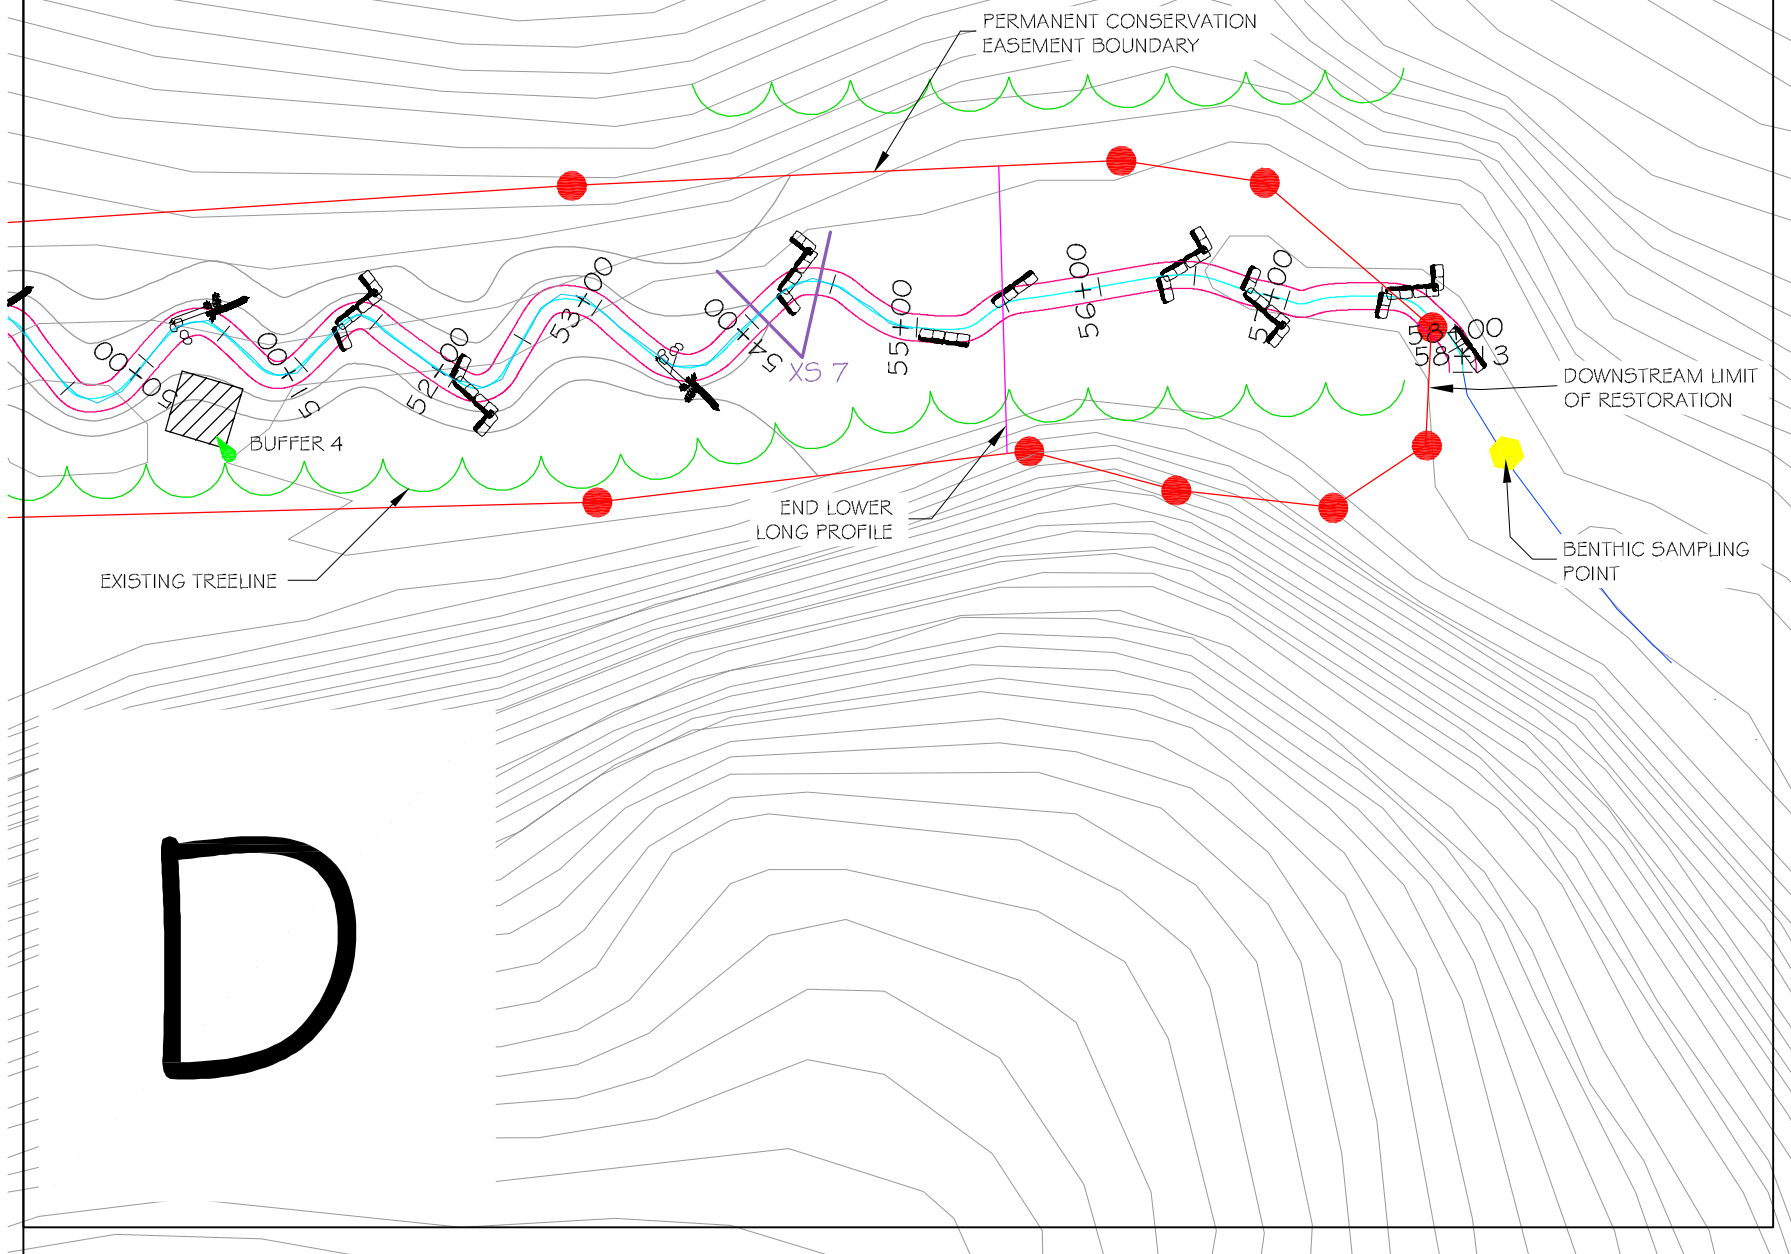 PERMANENT CONSERVATION
EASEMENT BOUNDARY
50+00
51+00
52+00
53+00
54+00
55+00
56+00
57+00
58+00
58+13
XS 7
BUFFER 4
DOWNSTREAM LIMIT
OF RESTORATION
END LOWER
LONG PROFILE
BENTHIC SAMPLING
POINT
EXISTING TREELINE
D